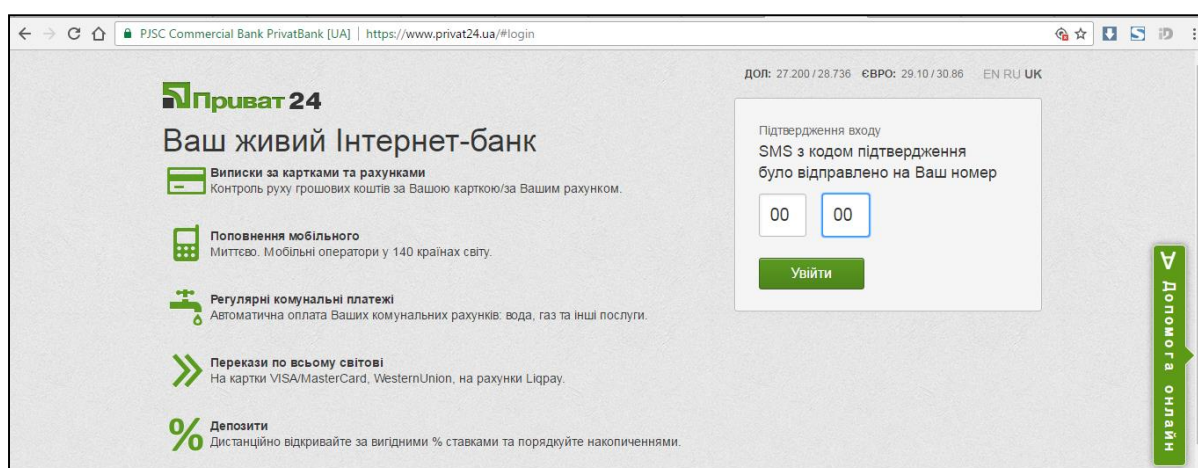 PJSC Commercial Bank PrivatBank [UA] | https://www.privat24.ua/#login
ДОЛ: 27.200 / 28.736 ЄВРО: 29.10 / 30.86 EN RU UK
Приват 24
Ваш живий Інтернет-банк
Виписки за картками та рахунками
Контроль руху грошових коштів за Вашою карткою/за Вашим рахунком.
Поповнення мобільного
Миттєво. Мобільні оператори у 140 країнах світу.
Регулярні комунальні платежі
Автоматична оплата Ваших комунальних рахунків: вода, газ та інші послуги.
Перекази по всьому світові
На картки VISA/MasterCard, WesternUnion, на рахунки Liqpay.
Депозити
Дистанційно відкривайте за вигідними % ставками та порядкуйте накопиченнями.
Підтвердження входу
SMS з кодом підтвердження
було відправлено на Ваш номер
00 00
Увійти
Допомога онлайн